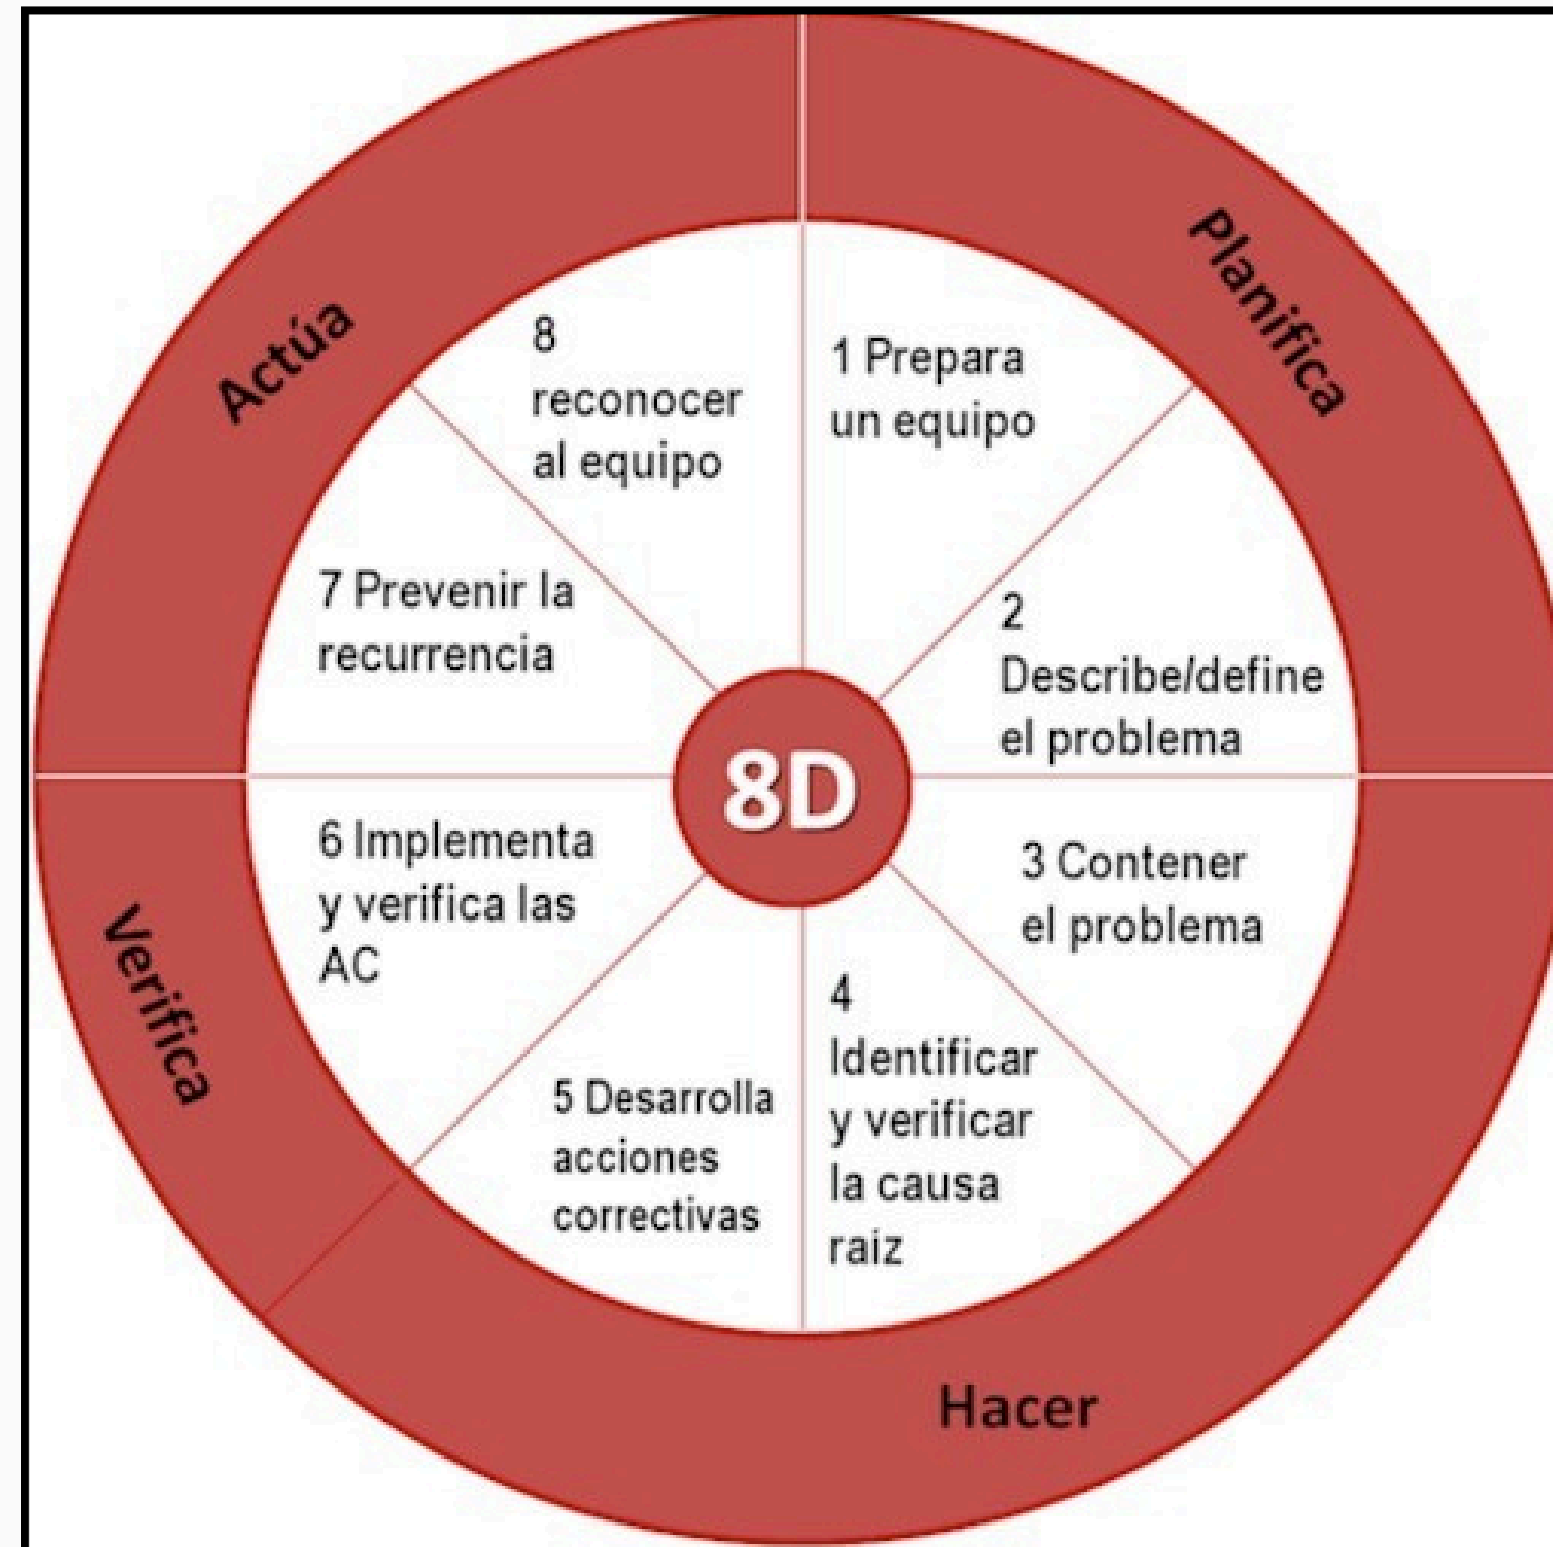 Planifica
1 Prepara
un equipo
2
Describe/define
el problema
Hacer
3 Contener
el problema
4
Identificar
y verificar
la causa
raiz
5 Desarrolla
acciones
correctivas
Verifica
6 Implementa
y verifica las
AC
Actúa
7 Prevenir la
recurrencia
8
reconocer
al equipo
8D